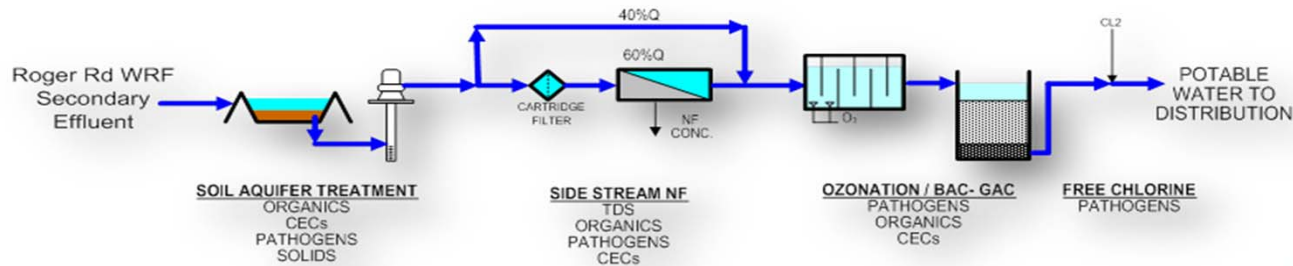 Roger Rd WRF
Secondary
Effluent
40%Q
60%Q
CARTRIDGE
FILTER
NF
CONC.
O₃
CL2
POTABLE
WATER TO
DISTRIBUTION
SOIL AQUIFER TREATMENT
ORGANICS
CECs
PATHOGENS
SOLIDS
SIDE STREAM NF
TDS
ORGANICS
PATHOGENS
CECs
OZONATION / BAC- GAC
PATHOGENS
ORGANICS
CECs
FREE CHLORINE
PATHOGENS